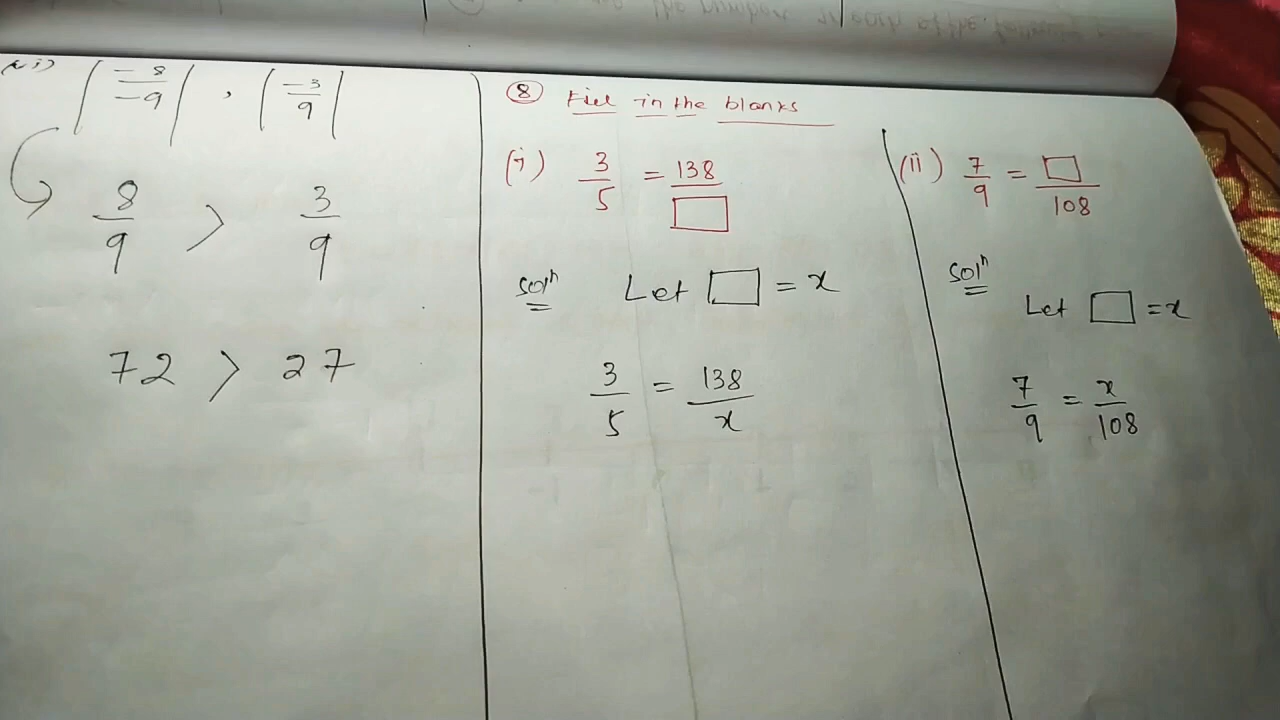 |-8/-9| , |-3/9|
8/9 > 3/9
72 > 27
⑧ Fill in the blanks
(i) 3/5 = 138/□
Solⁿ Let □ = x
3/5 = 138/x
(ii) 7/9 = □/108
Solⁿ
Let □ = x
7/9 = x/108